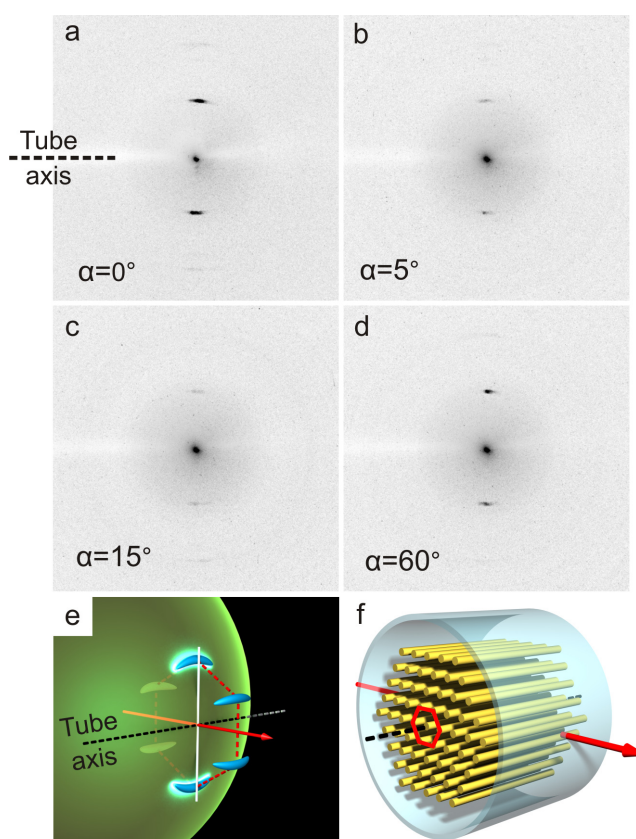 a
b
Tube
axis
α=0°
α=5°
c
d
α=15°
α=60°
e
f
Tube
axis